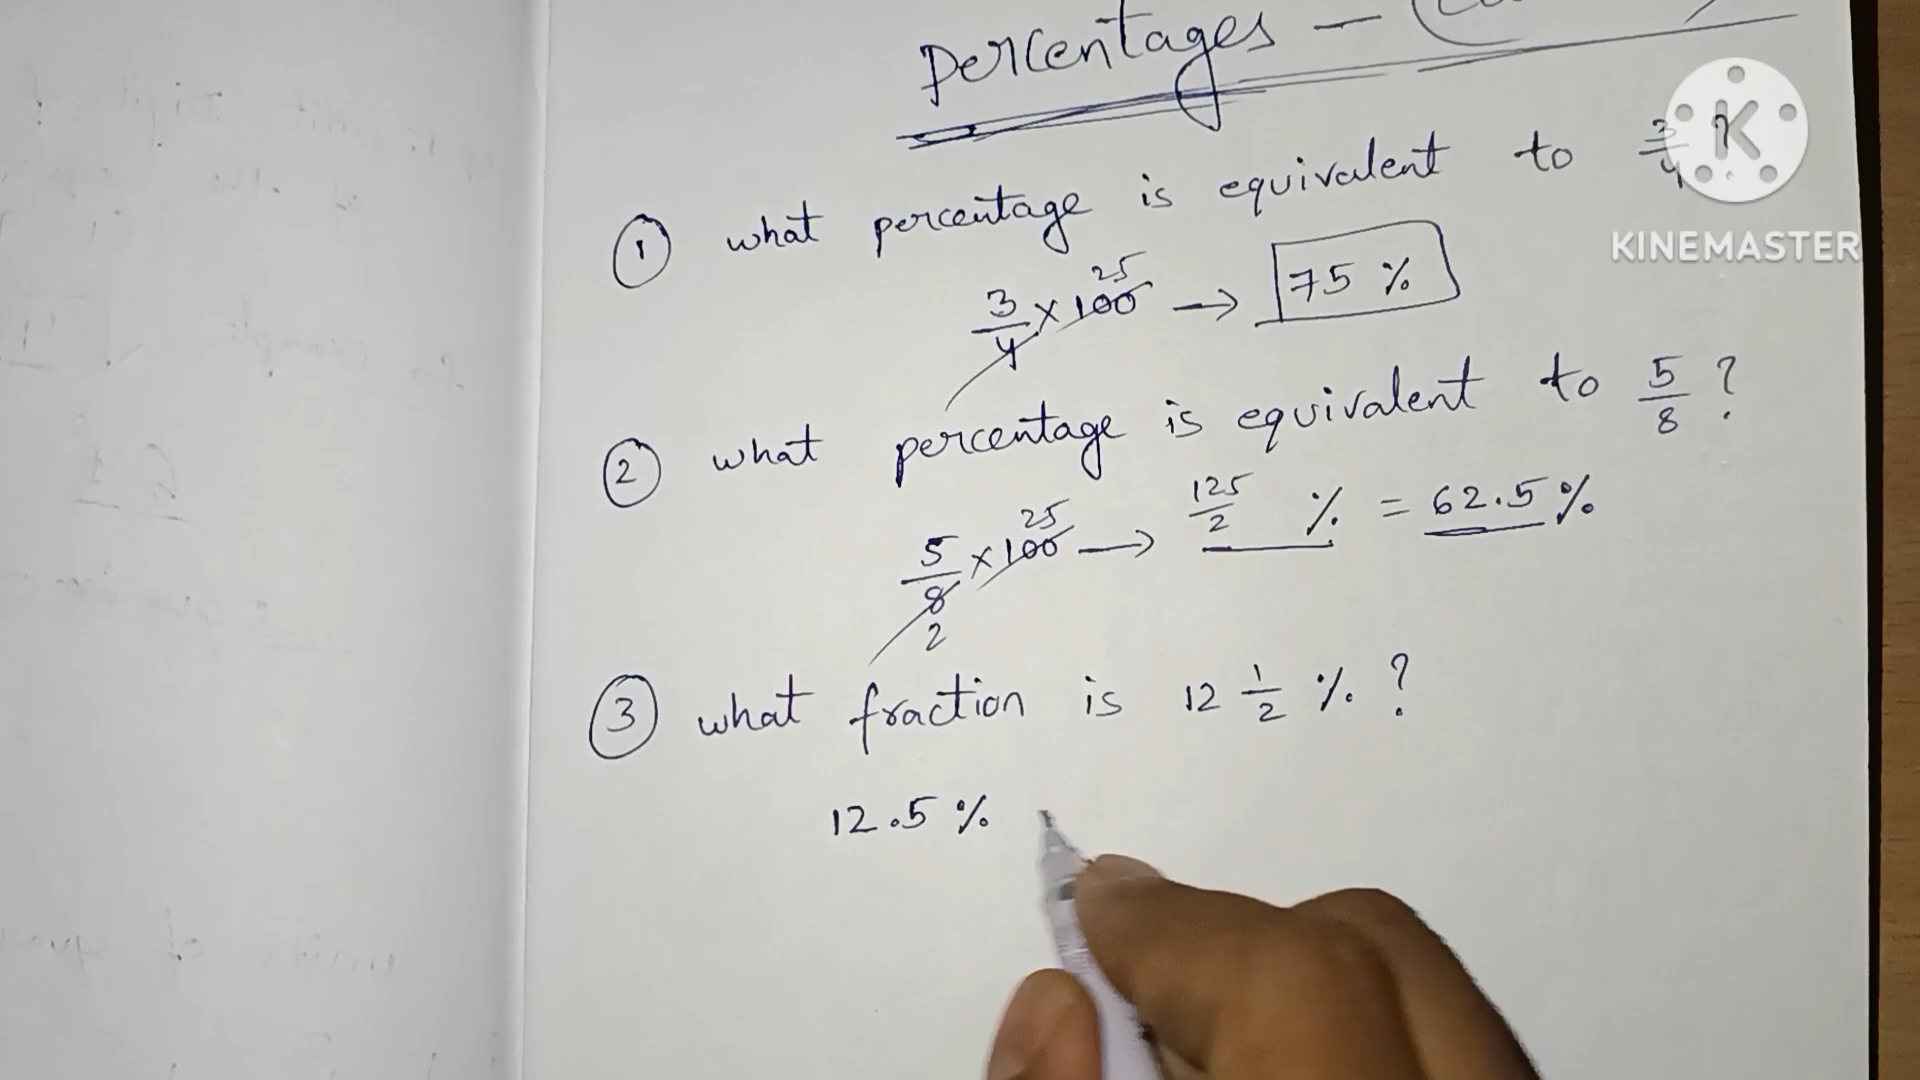 Percentages —
① what percentage is equivalent to 3/4 ?
KINEMASTER
3/4 × 100 25 → 75 %
② what percentage is equivalent to 5/8 ?
5/8 2 × 100 25 → 125/2 % = 62.5 %
③ what fraction is 12 1/2 % ?
12.5 %